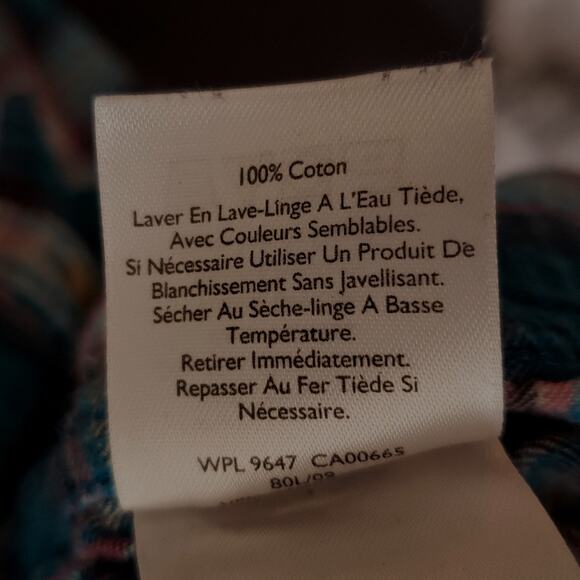 100% Coton
Laver En Lave-Linge A L'Eau Tiède,
Avec Couleurs Semblables.
Si Nécessaire Utiliser Un Produit De
Blanchissement Sans Javellisant.
Sécher Au Sèche-linge A Basse
Température.
Retirer Immédiatement.
Repasser Au Fer Tiède Si
Nécessaire.
WPL 9647 CA00665